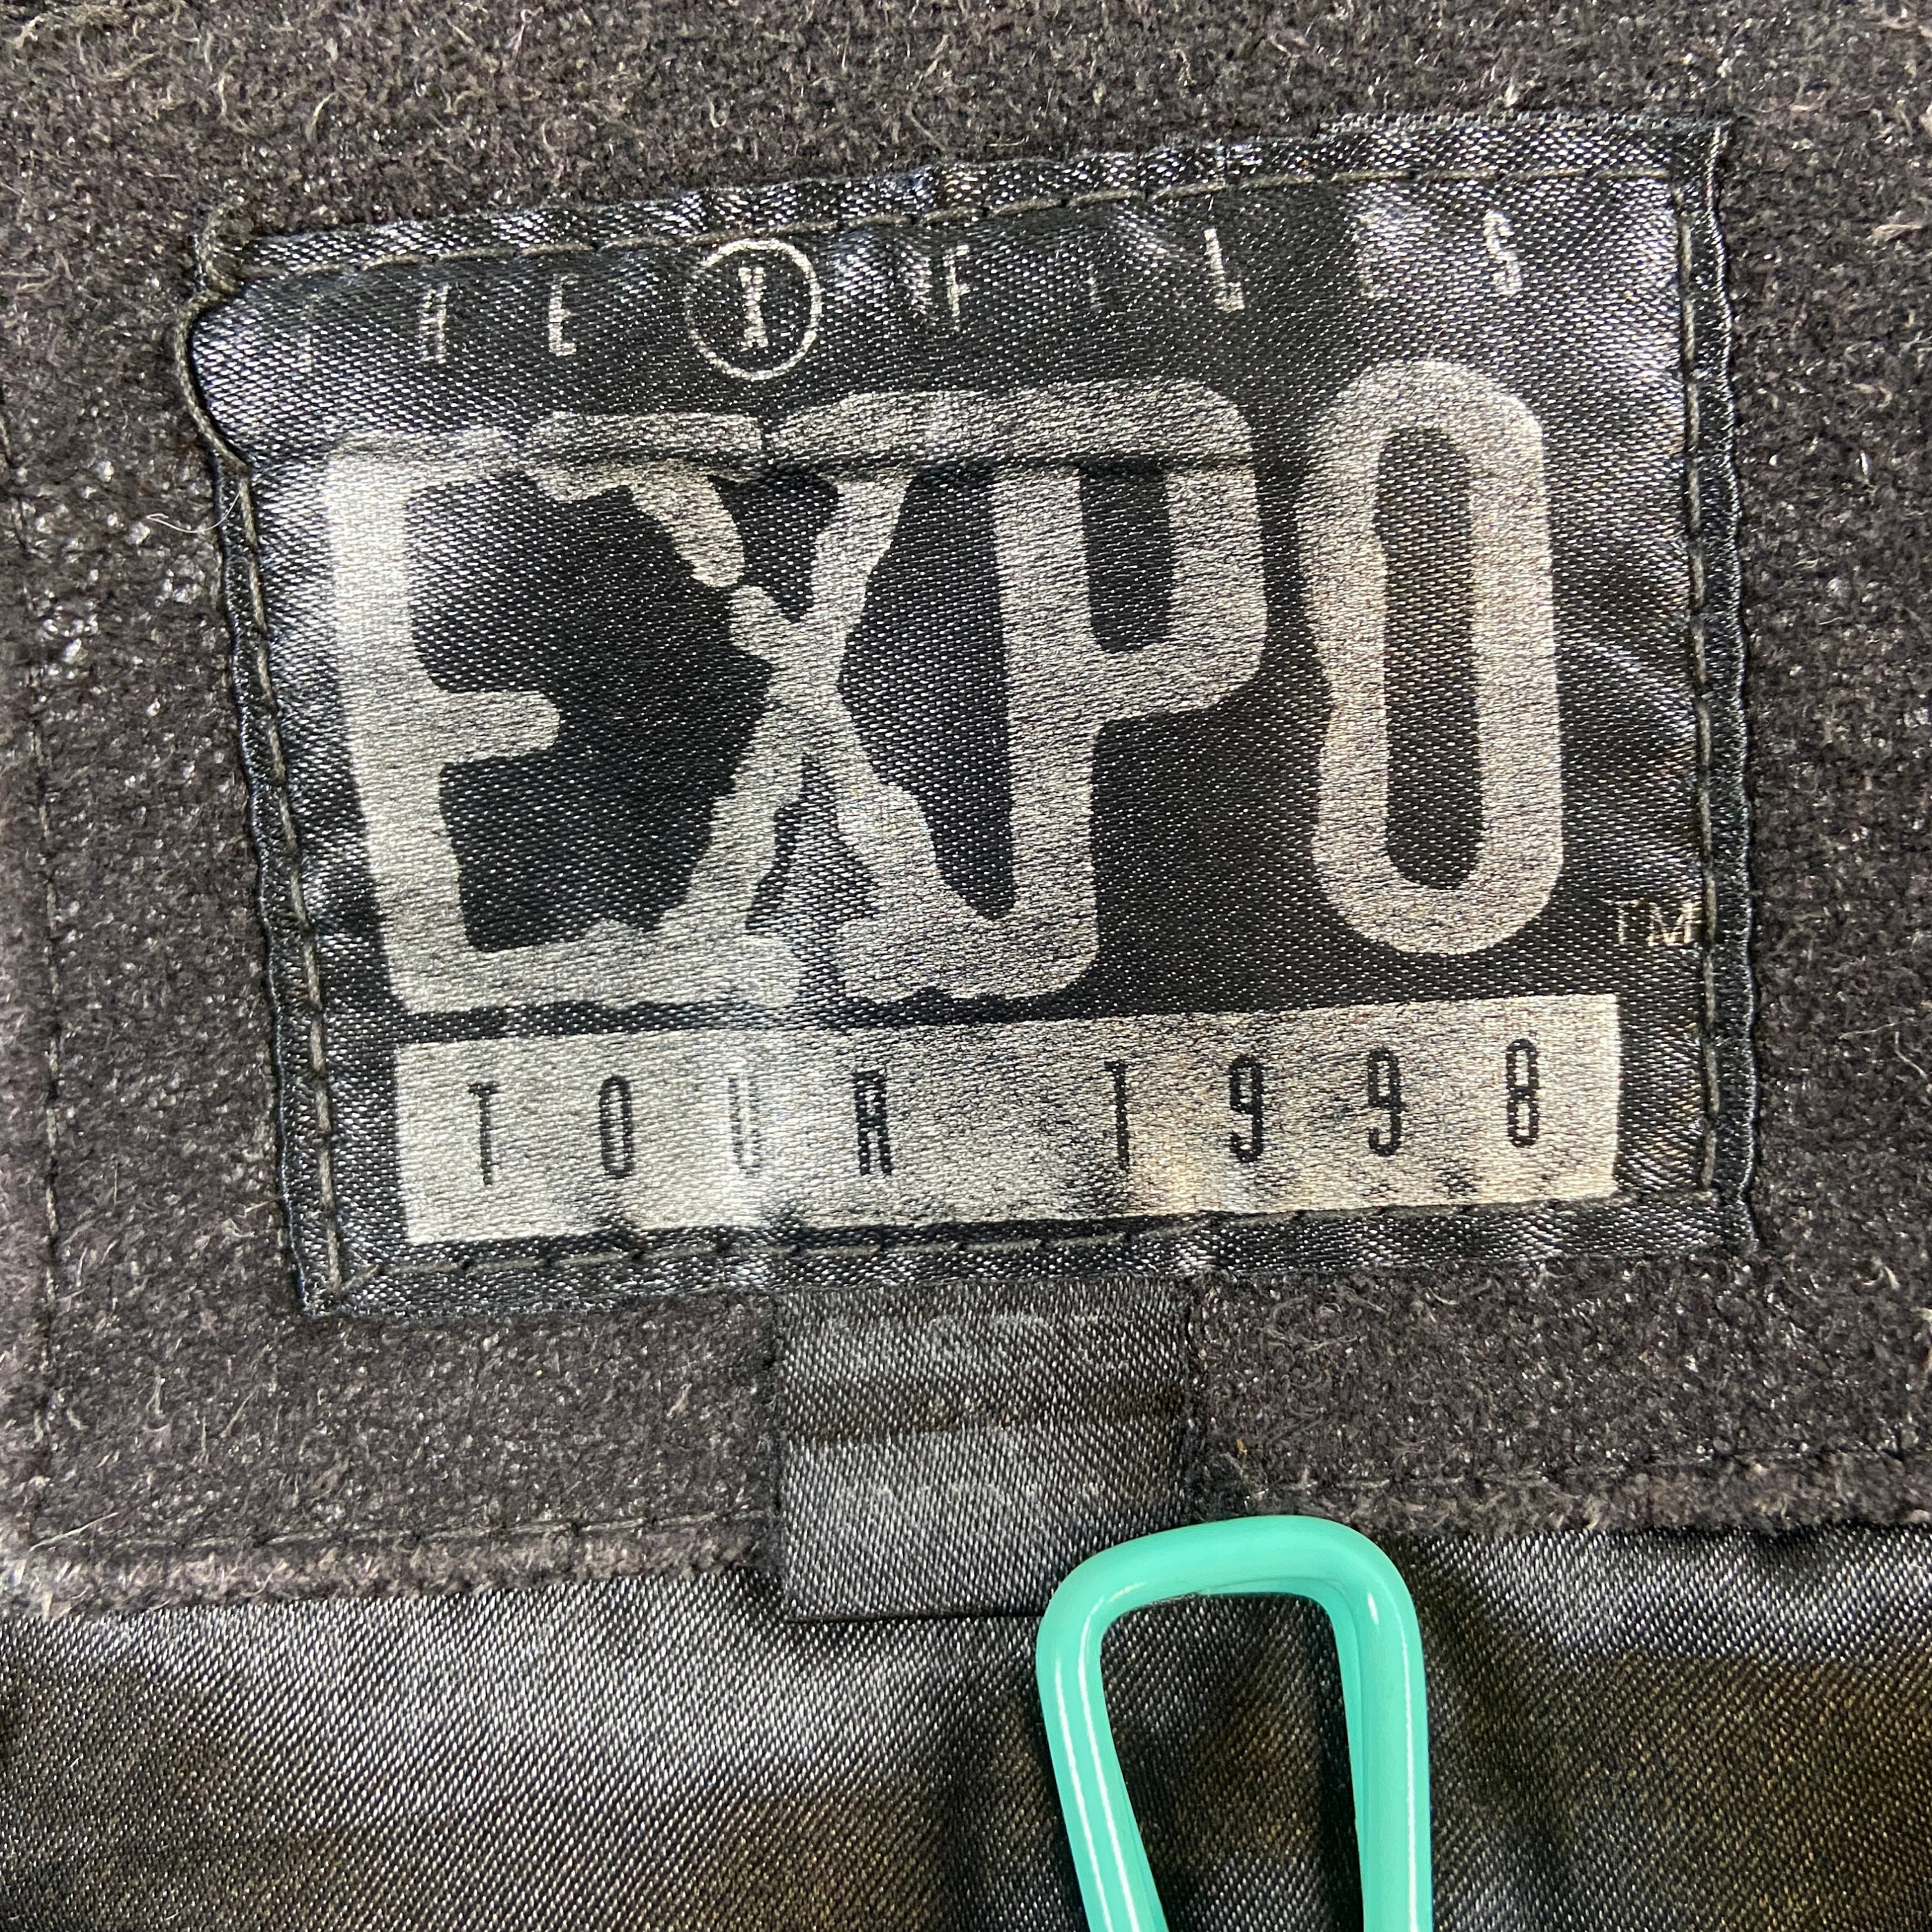 THE X FILES
EXPO
TM
TOUR 1998